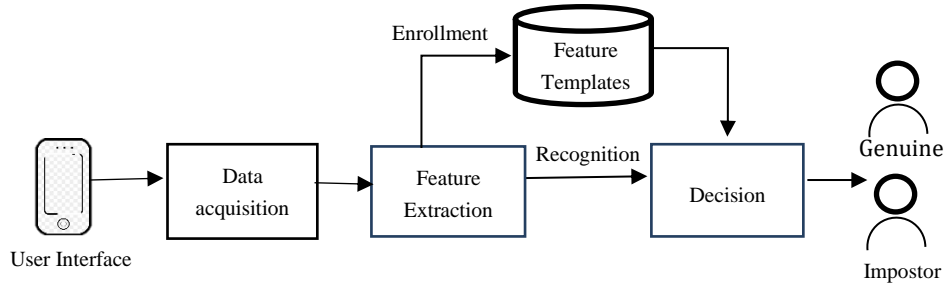 Enrollment
Feature
Templates
Genuine
Recognition
Data
acquisition
Feature
Extraction
Decision
User Interface
Impostor